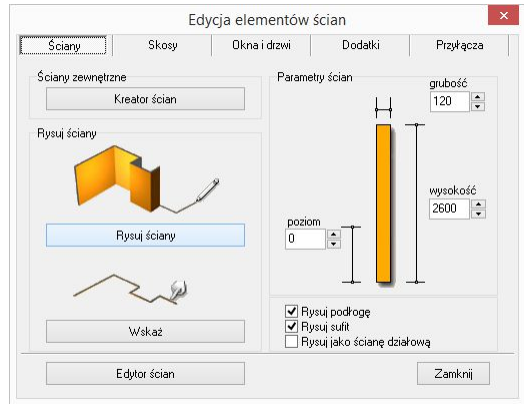 Edycja elementów ścian
Ściany
Skosy
Okna i drzwi
Dodatki
Przyłącza
Ściany zewnętrzne
Kreator ścian
Rysuj ściany
Rysuj ściany
Wskaż
Parametry ścian
grubość
120
wysokość
2600
poziom
0
Rysuj podłogę
Rysuj sufit
Rysuj jako ścianę działową
Edytor ścian
Zamknij